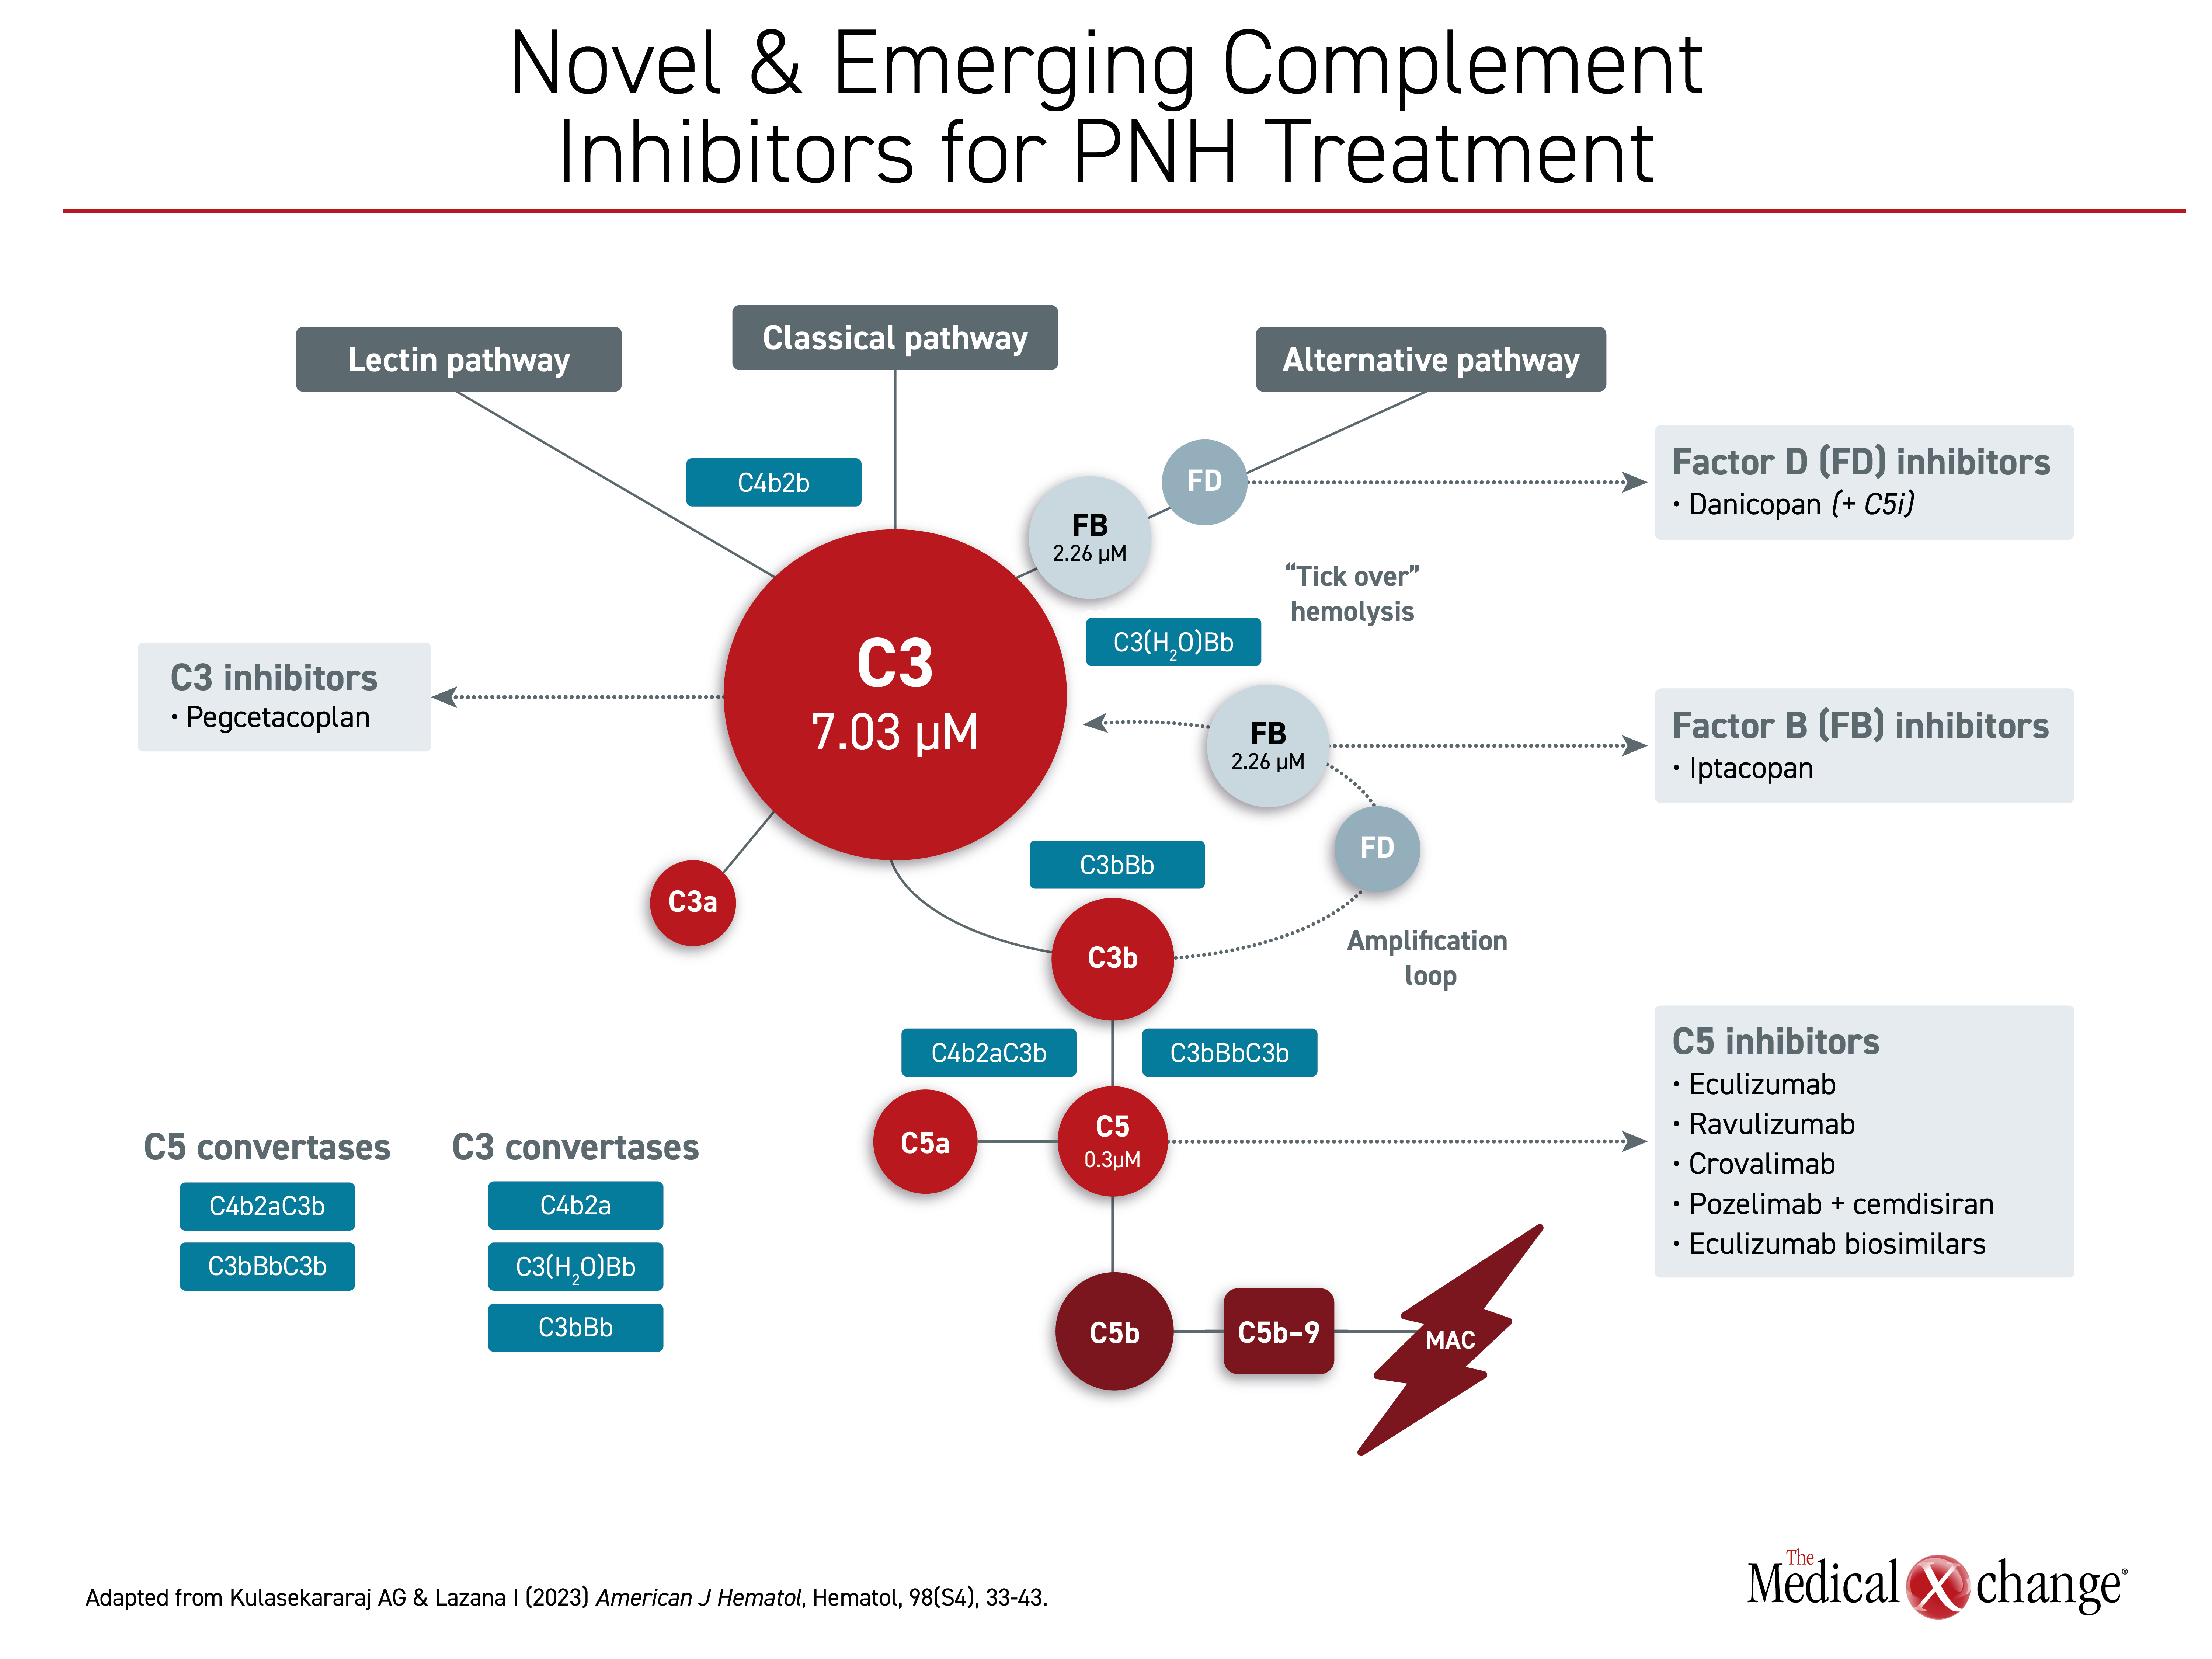 Novel & Emerging Complement
Inhibitors for PNH Treatment
Lectin pathway
Classical pathway
Alternative pathway
C4b2b
FD
FB
2.26 µM
Factor D (FD) inhibitors
• Danicopan (+ C5i)
“Tick over”
hemolysis
C3(H₂O)Bb
C3 inhibitors
• Pegcetacoplan
C3
7.03 µM
FB
2.26 µM
Factor B (FB) inhibitors
• Iptacopan
FD
C3bBb
C3a
C3b
Amplification
loop
C4b2aC3b
C3bBbC3b
C5a
C5
0.3µM
C5 inhibitors
• Eculizumab
• Ravulizumab
• Crovalimab
• Pozelimab + cemdisiran
• Eculizumab biosimilars
C5 convertases
C4b2aC3b
C3bBbC3b
C3 convertases
C4b2a
C3(H₂O)Bb
C3bBb
C5b
C5b–9
MAC
Adapted from Kulasekararaj AG & Lazana I (2023) American J Hematol, Hematol, 98(S4), 33-43.
The
Medical X change®